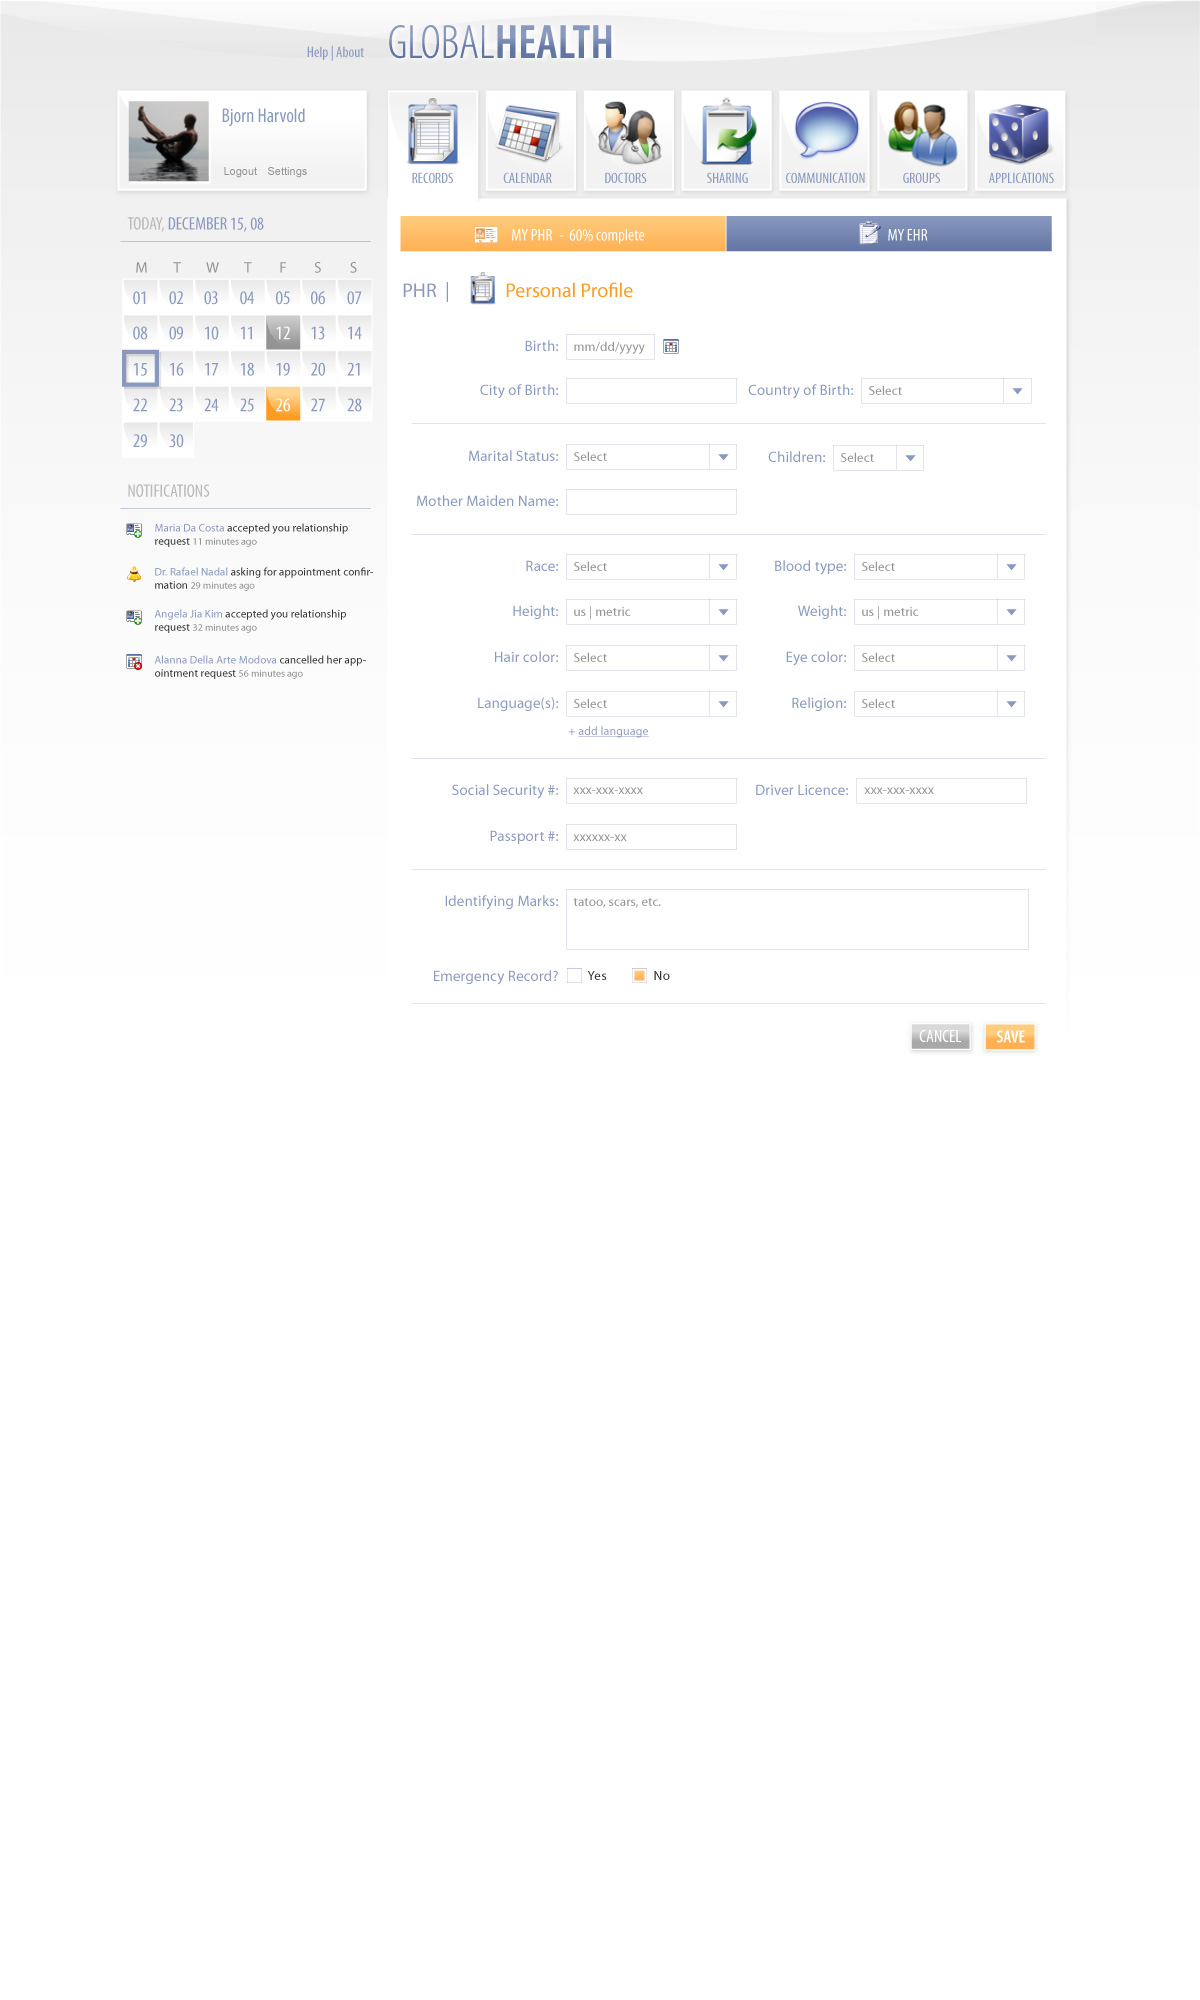 GLOBALHEALTH
Help | About
Bjorn Harvold
Logout Settings
RECORDS CALENDAR DOCTORS SHARING COMMUNICATION GROUPS APPLICATIONS
TODAY, DECEMBER 15, 08
M T W T F S S
01 02 03 04 05 06 07
08 09 10 11 12 13 14
15 16 17 18 19 20 21
22 23 24 25 26 27 28
29 30
NOTIFICATIONS
Maria Da Costa accepted you relationship
request 11 minutes ago
Dr. Rafael Nadal asking for appointment confir-
mation 29 minutes ago
Angela Jia Kim accepted you relationship
request 32 minutes ago
Alanna Della Arte Modova cancelled her app-
ointment request 56 minutes ago
MY PHR - 60% complete MY EHR
PHR | Personal Profile
Birth: mm/dd/yyyy
City of Birth: Country of Birth: Select
Marital Status: Select Children: Select
Mother Maiden Name:
Race: Select Blood type: Select
Height: us | metric Weight: us | metric
Hair color: Select Eye color: Select
Language(s): Select Religion: Select
+ add language
Social Security #: xxx-xxx-xxxx Driver Licence: xxx-xxx-xxxx
Passport #: xxxxxx-xx
Identifying Marks: tatoo, scars, etc.
Emergency Record? Yes No
CANCEL SAVE